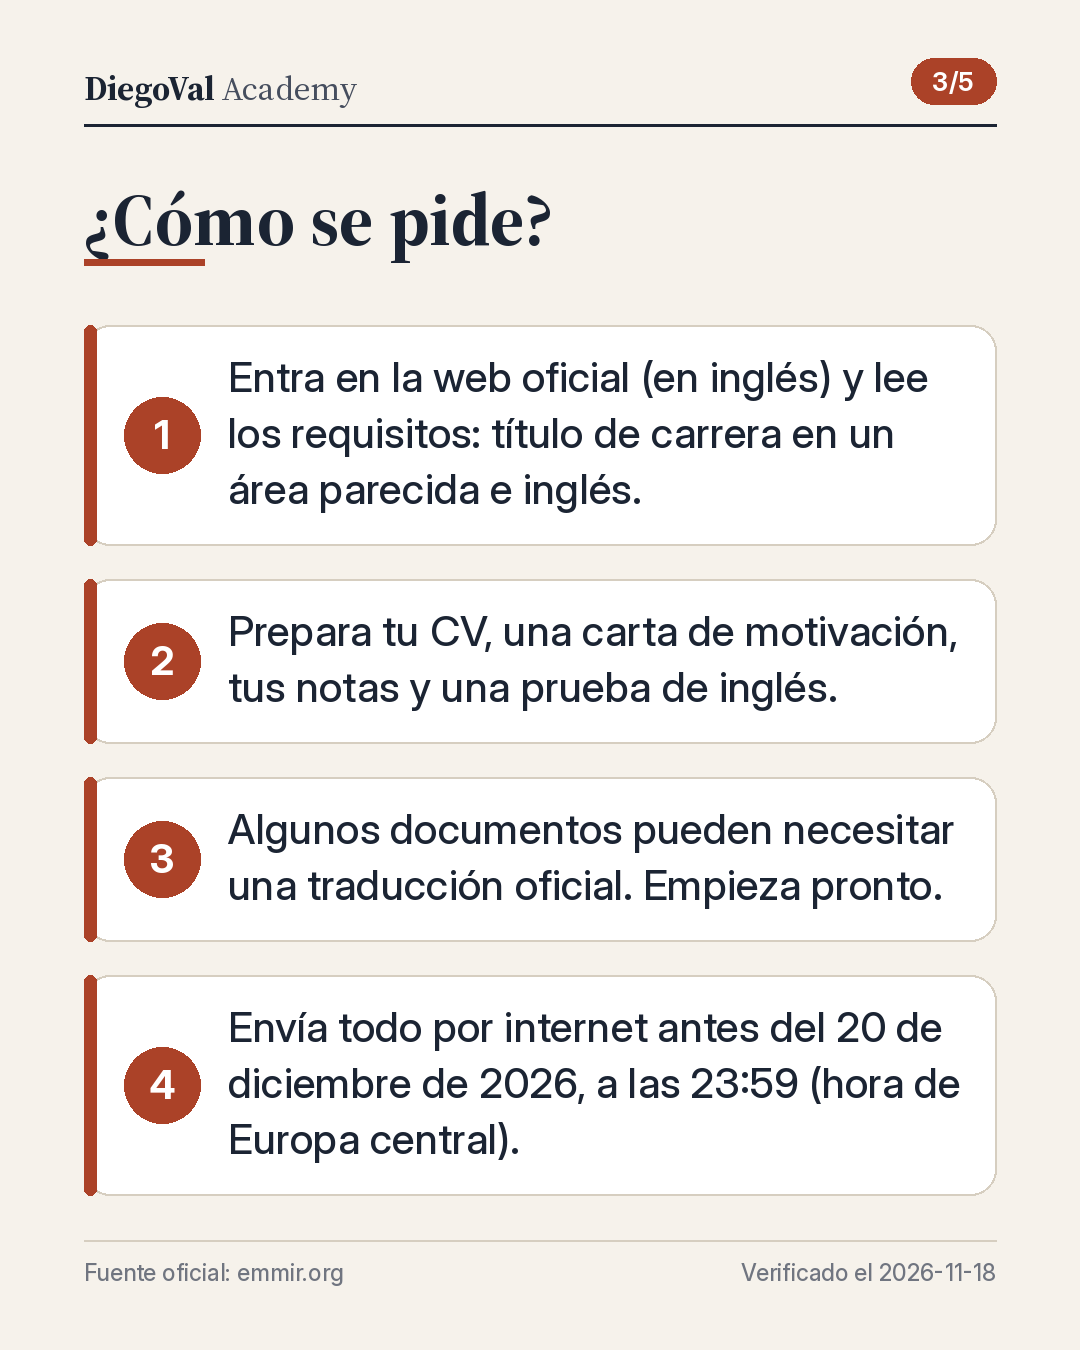 DiegoVal Academy
3/5
¿Cómo se pide?
1
Entra en la web oficial (en inglés) y lee
los requisitos: título de carrera en un
área parecida e inglés.
2
Prepara tu CV, una carta de motivación,
tus notas y una prueba de inglés.
3
Algunos documentos pueden necesitar
una traducción oficial. Empieza pronto.
4
Envía todo por internet antes del 20 de
diciembre de 2026, a las 23:59 (hora de
Europa central).
Fuente oficial: emmir.org
Verificado el 2026-11-18